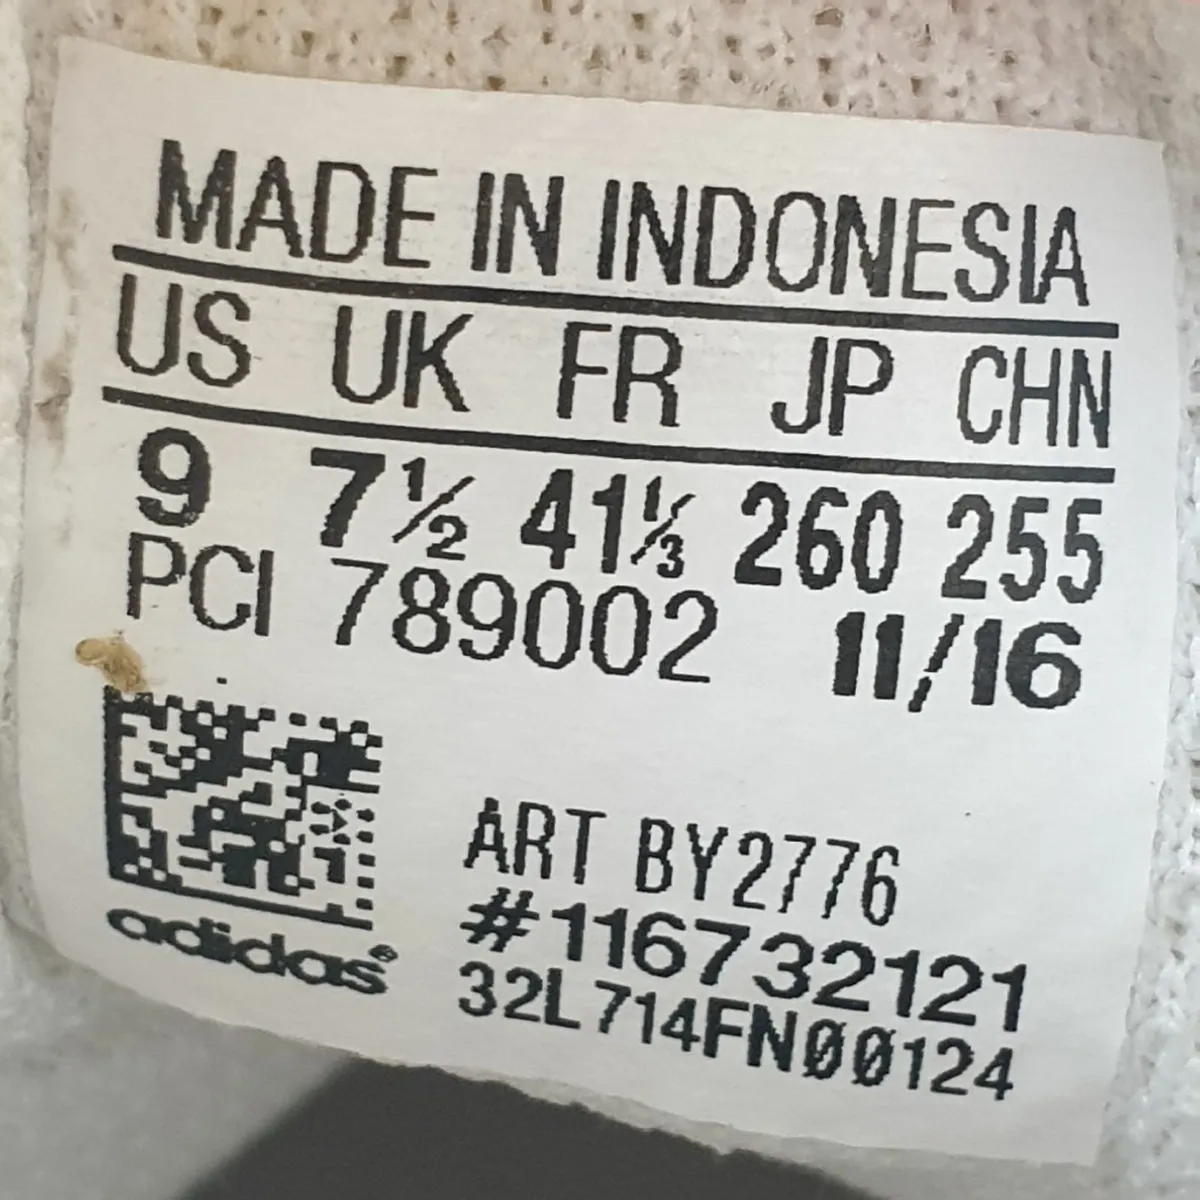 MADE IN INDONESIA
US UK FR JP CHN
9 7½ 41⅓ 260 255
PCI 789002 11/16
ART BY2776
#116732121
adidas®
32L714FN00124